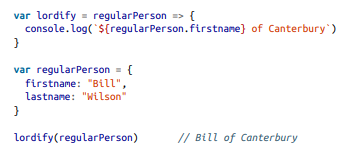 var lordify = regularPerson => {
  console.log(`${regularPerson.firstname} of Canterbury`)
}
var regularPerson = {
  firstname: "Bill",
  lastname: "Wilson"
}
lordify(regularPerson)      // Bill of Canterbury